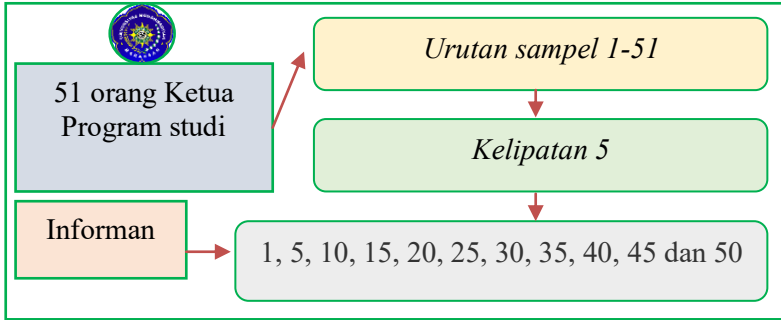 51 orang Ketua
Program studi
Urutan sampel 1-51
Kelipatan 5
Informan
1, 5, 10, 15, 20, 25, 30, 35, 40, 45 dan 50